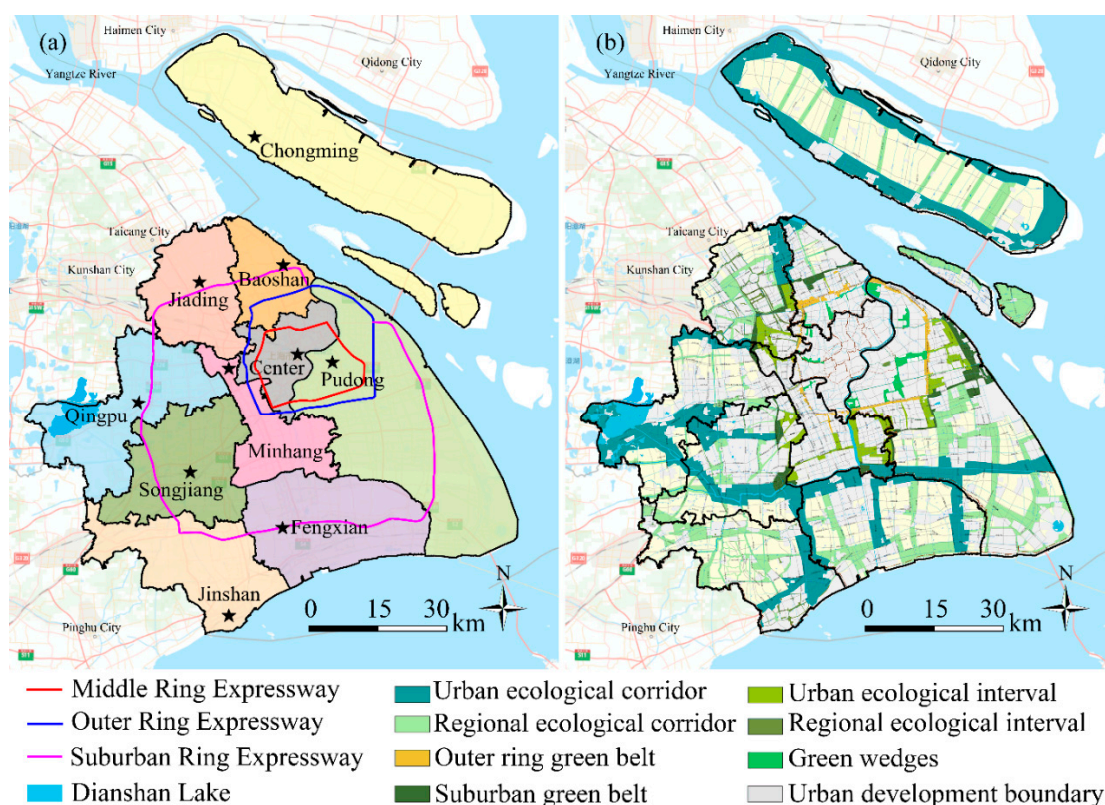 (a)
Haimen City
Yangtze River
Qidong City
Chongming
Taicang City
Kunshan City
Baoshan
Jiading
Center
Pudong
Qingpu
Minhang
Songjiang
Fengxian
Jinshan
Pinghu City
N
0 15 30
km
(b)
Haimen City
Yangtze River
Qidong City
Taicang City
Kunshan City
Pinghu City
N
0 15 30
km
Middle Ring Expressway
Outer Ring Expressway
Suburban Ring Expressway
Dianshan Lake
Urban ecological corridor
Regional ecological corridor
Outer ring green belt
Suburban green belt
Urban ecological interval
Regional ecological interval
Green wedges
Urban development boundary